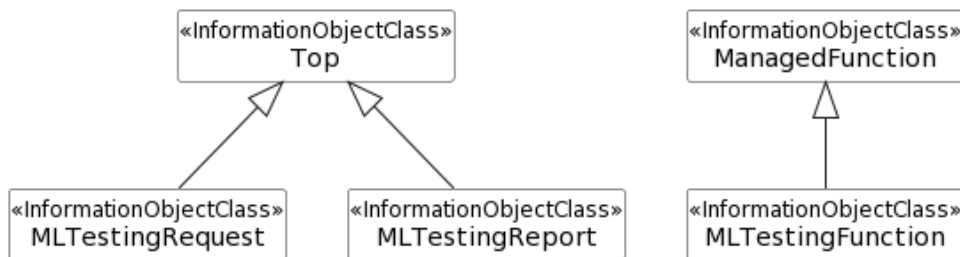 «InformationObjectClass»
Top
«InformationObjectClass»
ManagedFunction
«InformationObjectClass»
MLTestingRequest
«InformationObjectClass»
MLTestingReport
«InformationObjectClass»
MLTestingFunction